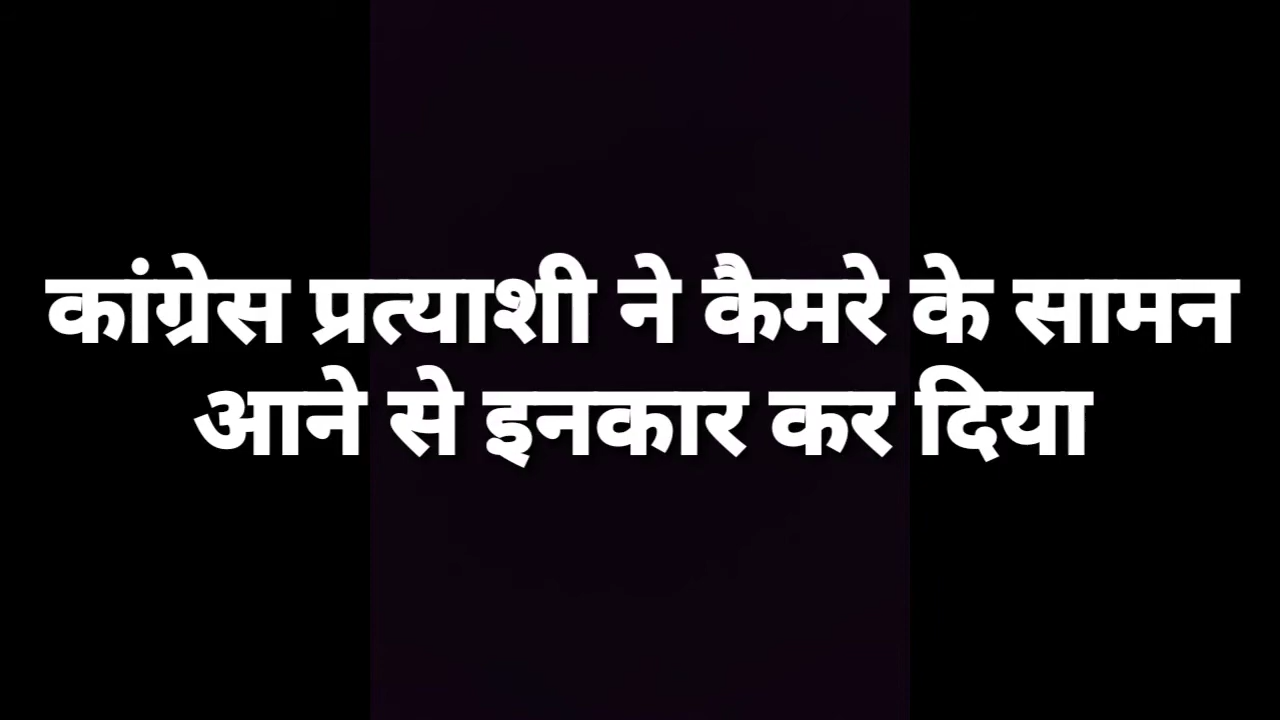 कांग्रेस प्रत्याशी ने कैमरे के सामन
आने से इनकार कर दिया